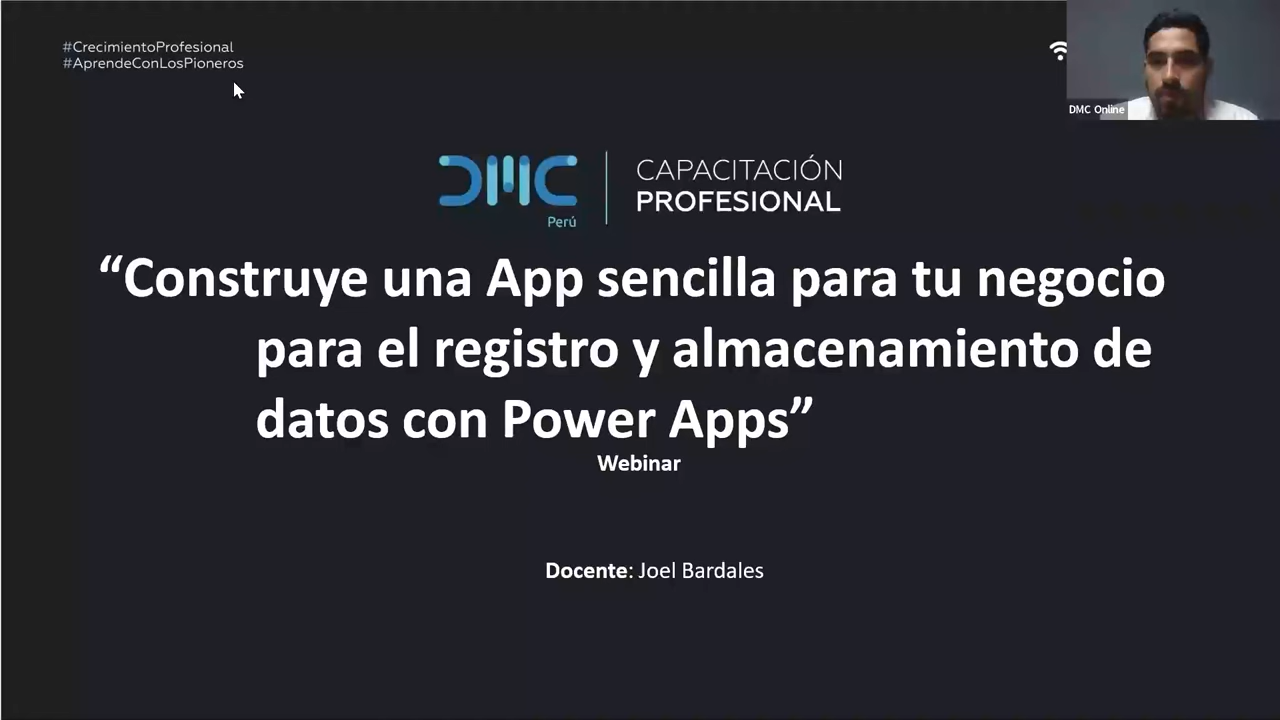 #CrecimientoProfesional
#AprendeConLosPioneros
DMC Online
DMC
Perú
CAPACITACIÓN
PROFESIONAL
“Construye una App sencilla para tu negocio
para el registro y almacenamiento de
datos con Power Apps”
Webinar
Docente: Joel Bardales